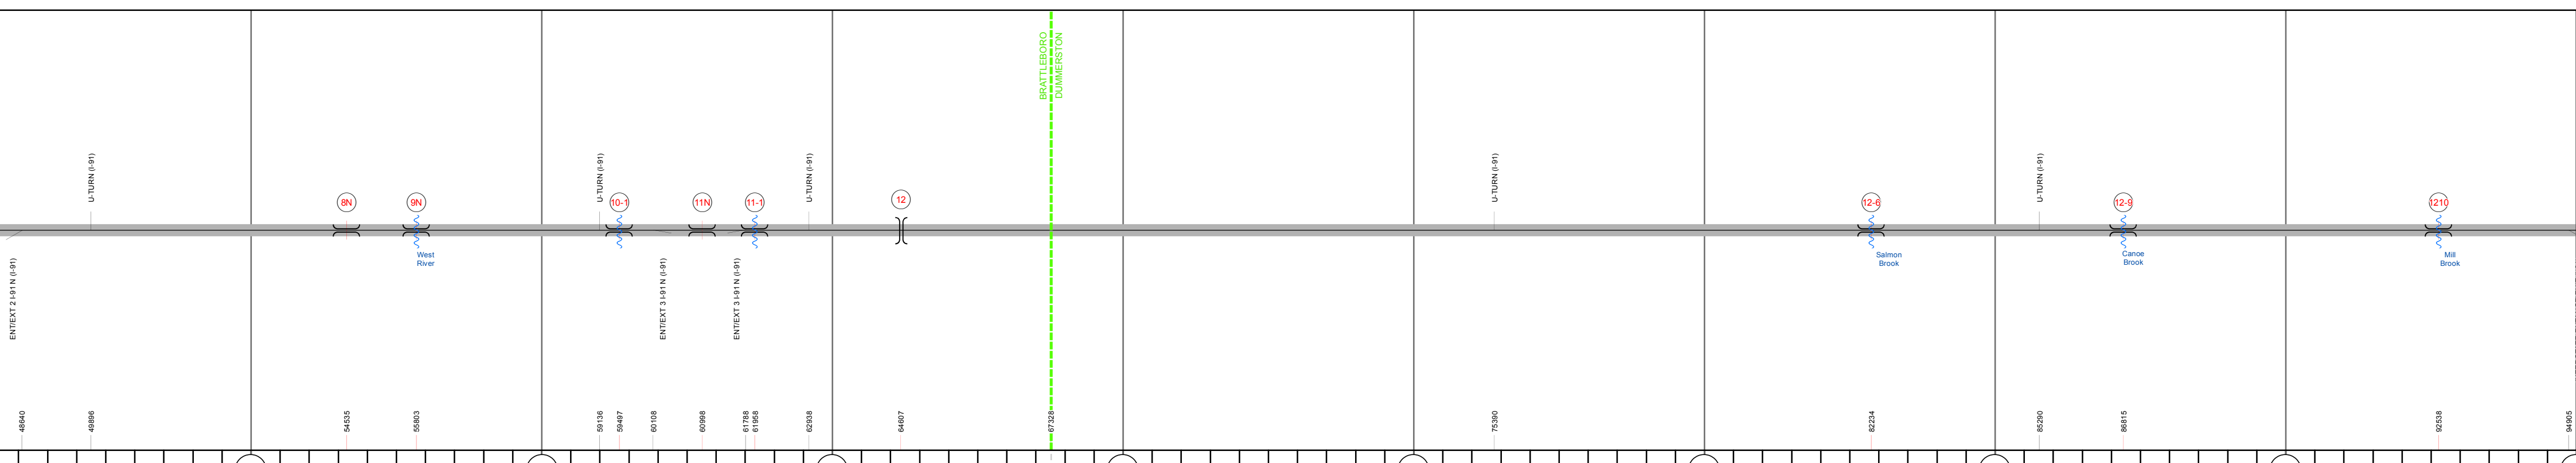 BRATTLEBORO
DUMMERSTON
U-TURN (I-91)
U-TURN (I-91)
U-TURN (I-91)
U-TURN (I-91)
U-TURN (I-91)
8N
9N
10-1
11N
11-1
12
12-6
12-9
1210
West
River
Salmon
Brook
Canoe
Brook
Mill
Brook
ENT/EXT 2 I-91 N (I-91)
ENT/EXT 3 I-91 N (I-91)
ENT/EXT 3 I-91 N (I-91)
48640
49896
54535
55803
59136
59497
60108
60998
61788
61958
62938
64607
67328
75390
82234
85290
86815
92538
94905